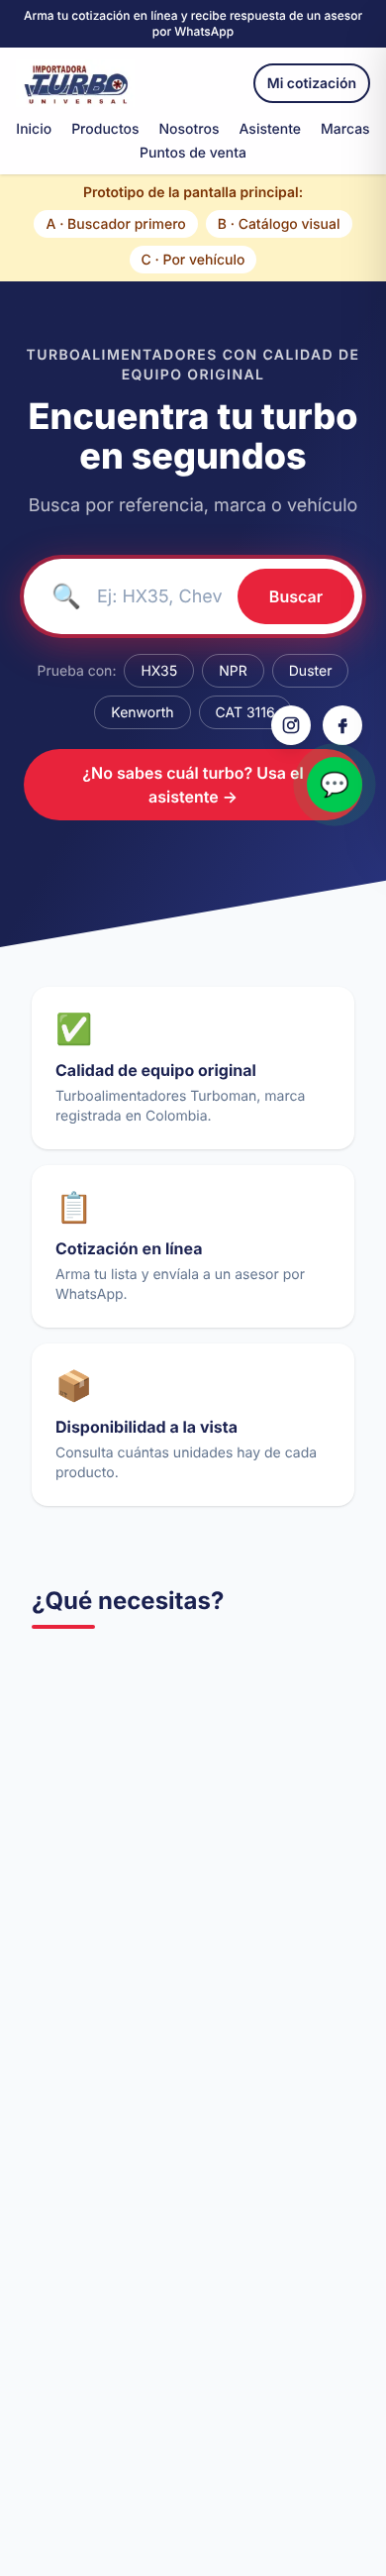 Arma tu cotización en línea y recibe respuesta de un asesor
por WhatsApp
IMPORTADORA
TURBO
UNIVERSAL
Mi cotización
Inicio Productos Nosotros Asistente Marcas
Puntos de venta
Prototipo de la pantalla principal:
A · Buscador primero B · Catálogo visual
C · Por vehículo
TURBOALIMENTADORES CON CALIDAD DE
EQUIPO ORIGINAL
Encuentra tu turbo
en segundos
Busca por referencia, marca o vehículo
Ej: HX35, Chev Buscar
Prueba con: HX35 NPR Duster
Kenworth CAT 3116
¿No sabes cuál turbo? Usa el
asistente →
Calidad de equipo original
Turboalimentadores Turboman, marca
registrada en Colombia.
Cotización en línea
Arma tu lista y envíala a un asesor por
WhatsApp.
Disponibilidad a la vista
Consulta cuántas unidades hay de cada
producto.
¿Qué necesitas?